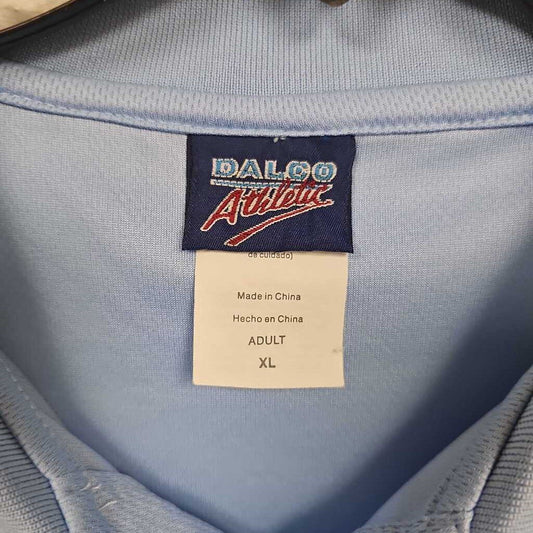 DALCO
Athletic
de cuidado)
Made in China
Hecho en China
ADULT
XL